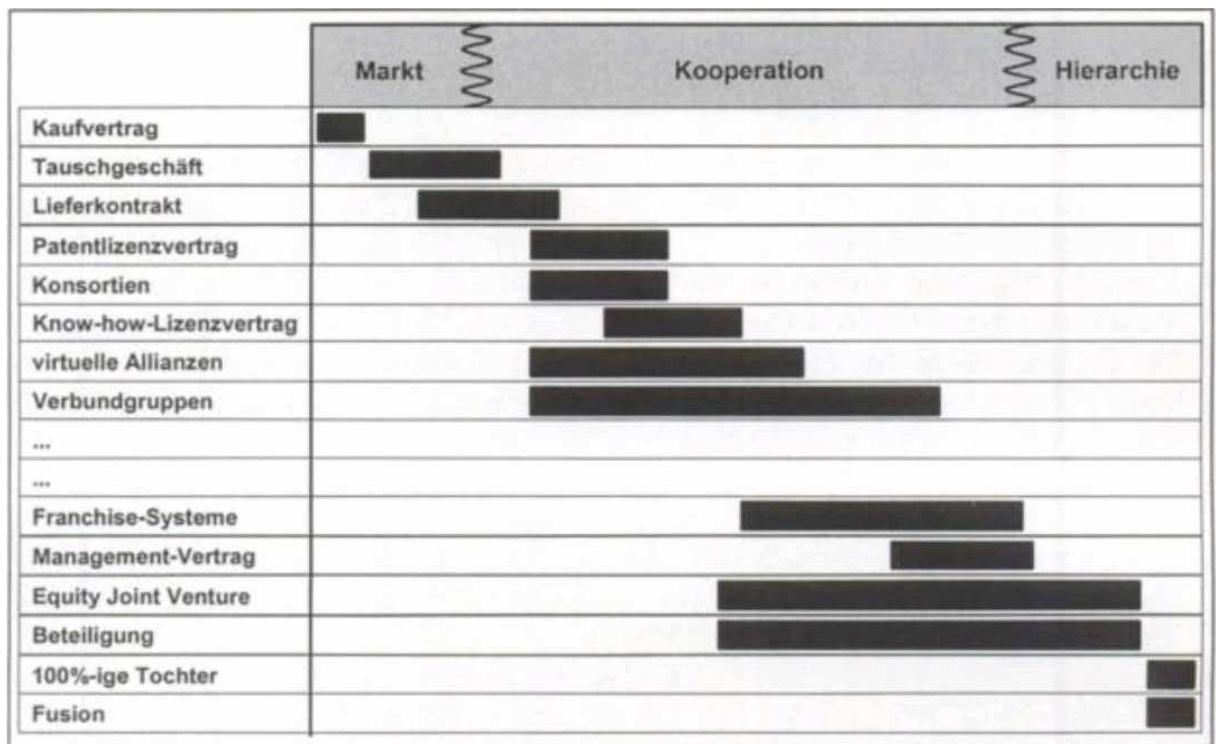 Markt Kooperation Hierarchie
Kaufvertrag
Tauschgeschäft
Lieferkontrakt
Patentlizenzvertrag
Konsortien
Know-how-Lizenzvertrag
virtuelle Allianzen
Verbundgruppen
...
...
Franchise-Systeme
Management-Vertrag
Equity Joint Venture
Beteiligung
100%-ige Tochter
Fusion